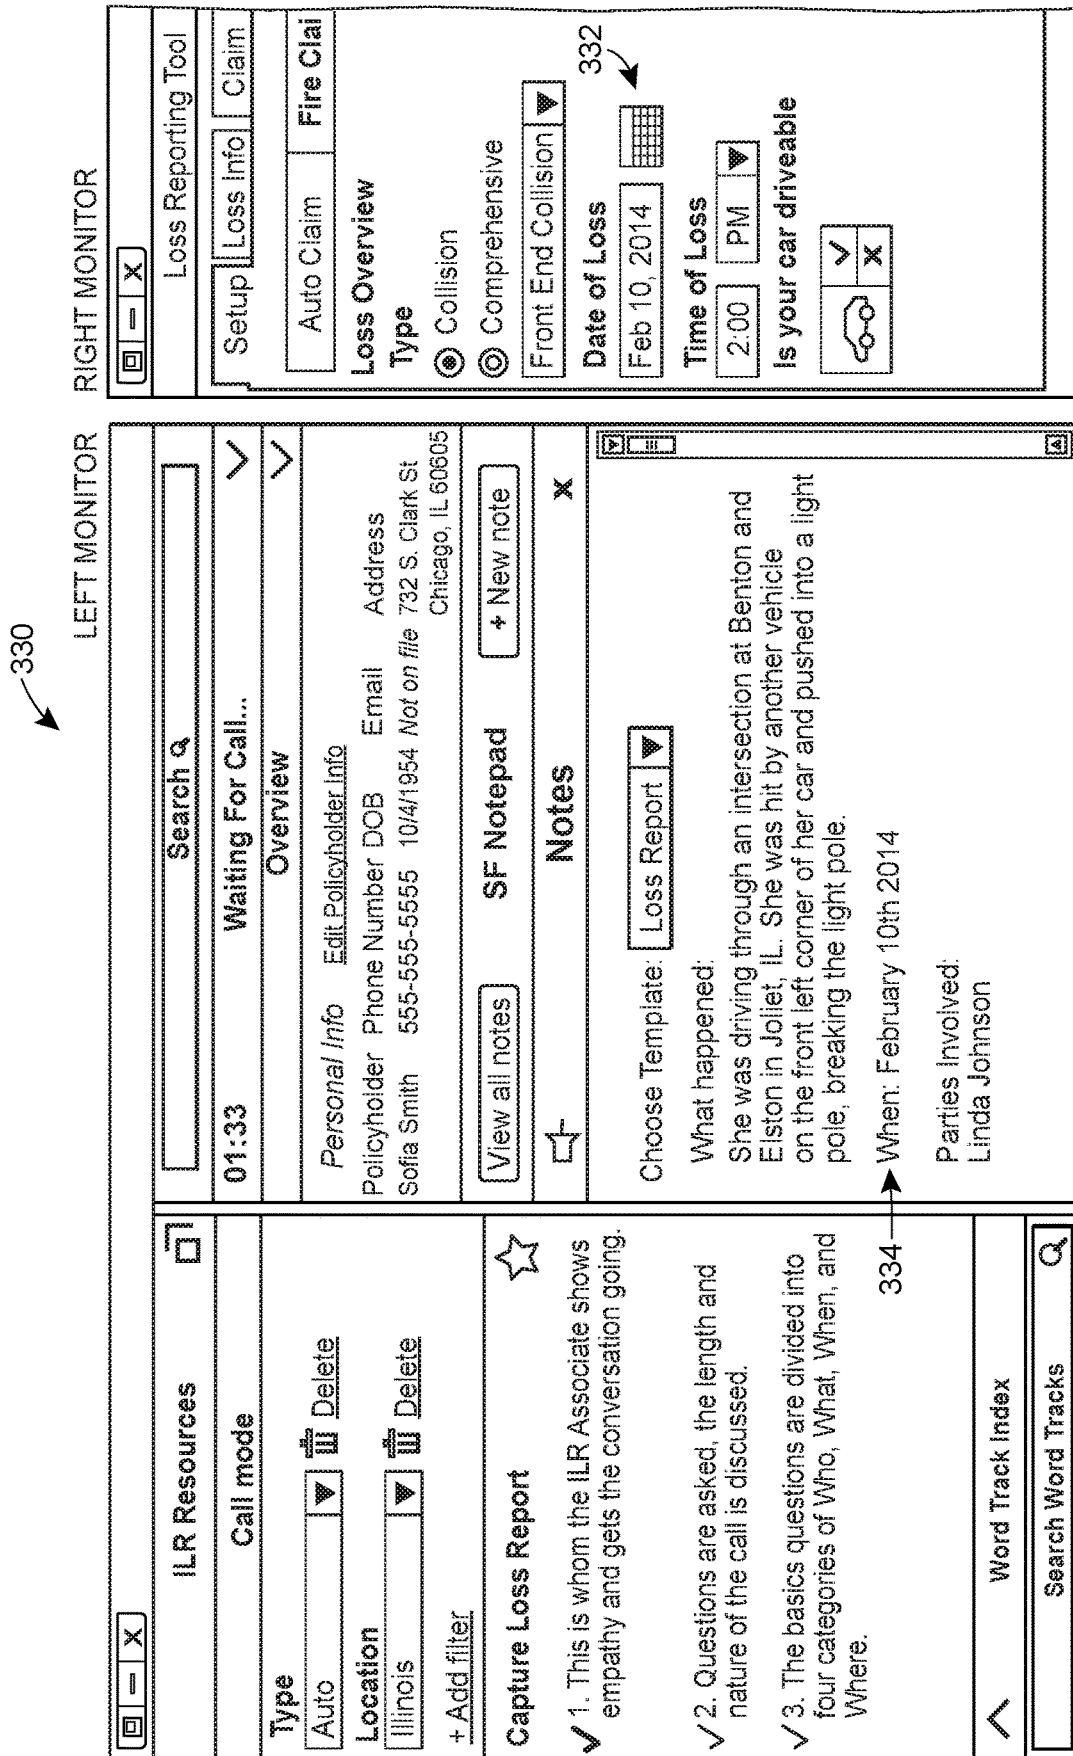 330
LEFT MONITOR
ILR Resources
Call mode
Type
Auto
Delete
Location
Illinois
Delete
+ Add filter
Capture Loss Report
1. This is whom the ILR Associate shows
empathy and gets the conversation going.
2. Questions are asked, the length and
nature of the call is discussed.
3. The basics questions are divided into
four categories of Who, What, When, and
Where.
Word Track Index
Search Word Tracks
Search
01:33 Waiting For Call...
Overview
Personal Info Edit Policyholder Info
Policyholder Phone Number DOB Email Address
Sofia Smith 555-555-5555 10/4/1954 Not on file 732 S. Clark St
Chicago, IL 60605
View all notes SF Notepad + New note
Notes X
Choose Template: Loss Report
What happened:
She was driving through an intersection at Benton and
Elston in Joliet, IL. She was hit by another vehicle
on the front left corner of her car and pushed into a light
pole, breaking the light pole.
334
When: February 10th 2014
Parties Involved:
Linda Johnson
RIGHT MONITOR
Loss Reporting Tool
Setup Loss Info Claim
Auto Claim Fire Clai
Loss Overview
Type
Collision
Comprehensive
Front End Collision
Date of Loss
Feb 10, 2014
332
Time of Loss
2:00 PM
Is your car driveable